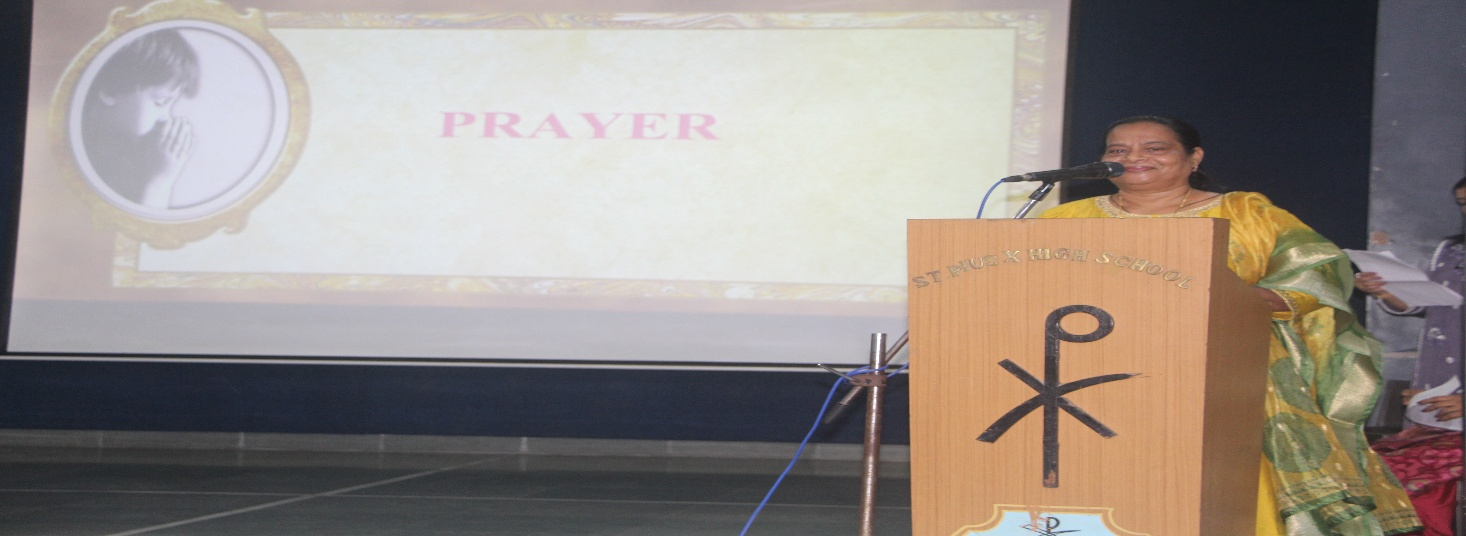 PRAYER
ST PIUS X HIGH SCHOOL